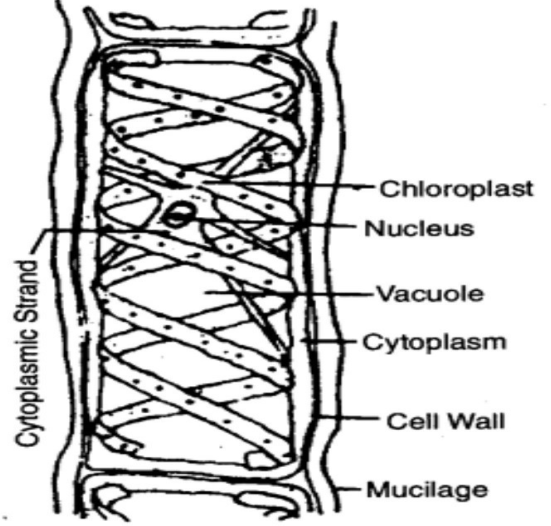 Chloroplast
Nucleus
Vacuole
Cytoplasm
Cell Wall
Mucilage
Cytoplasmic Strand